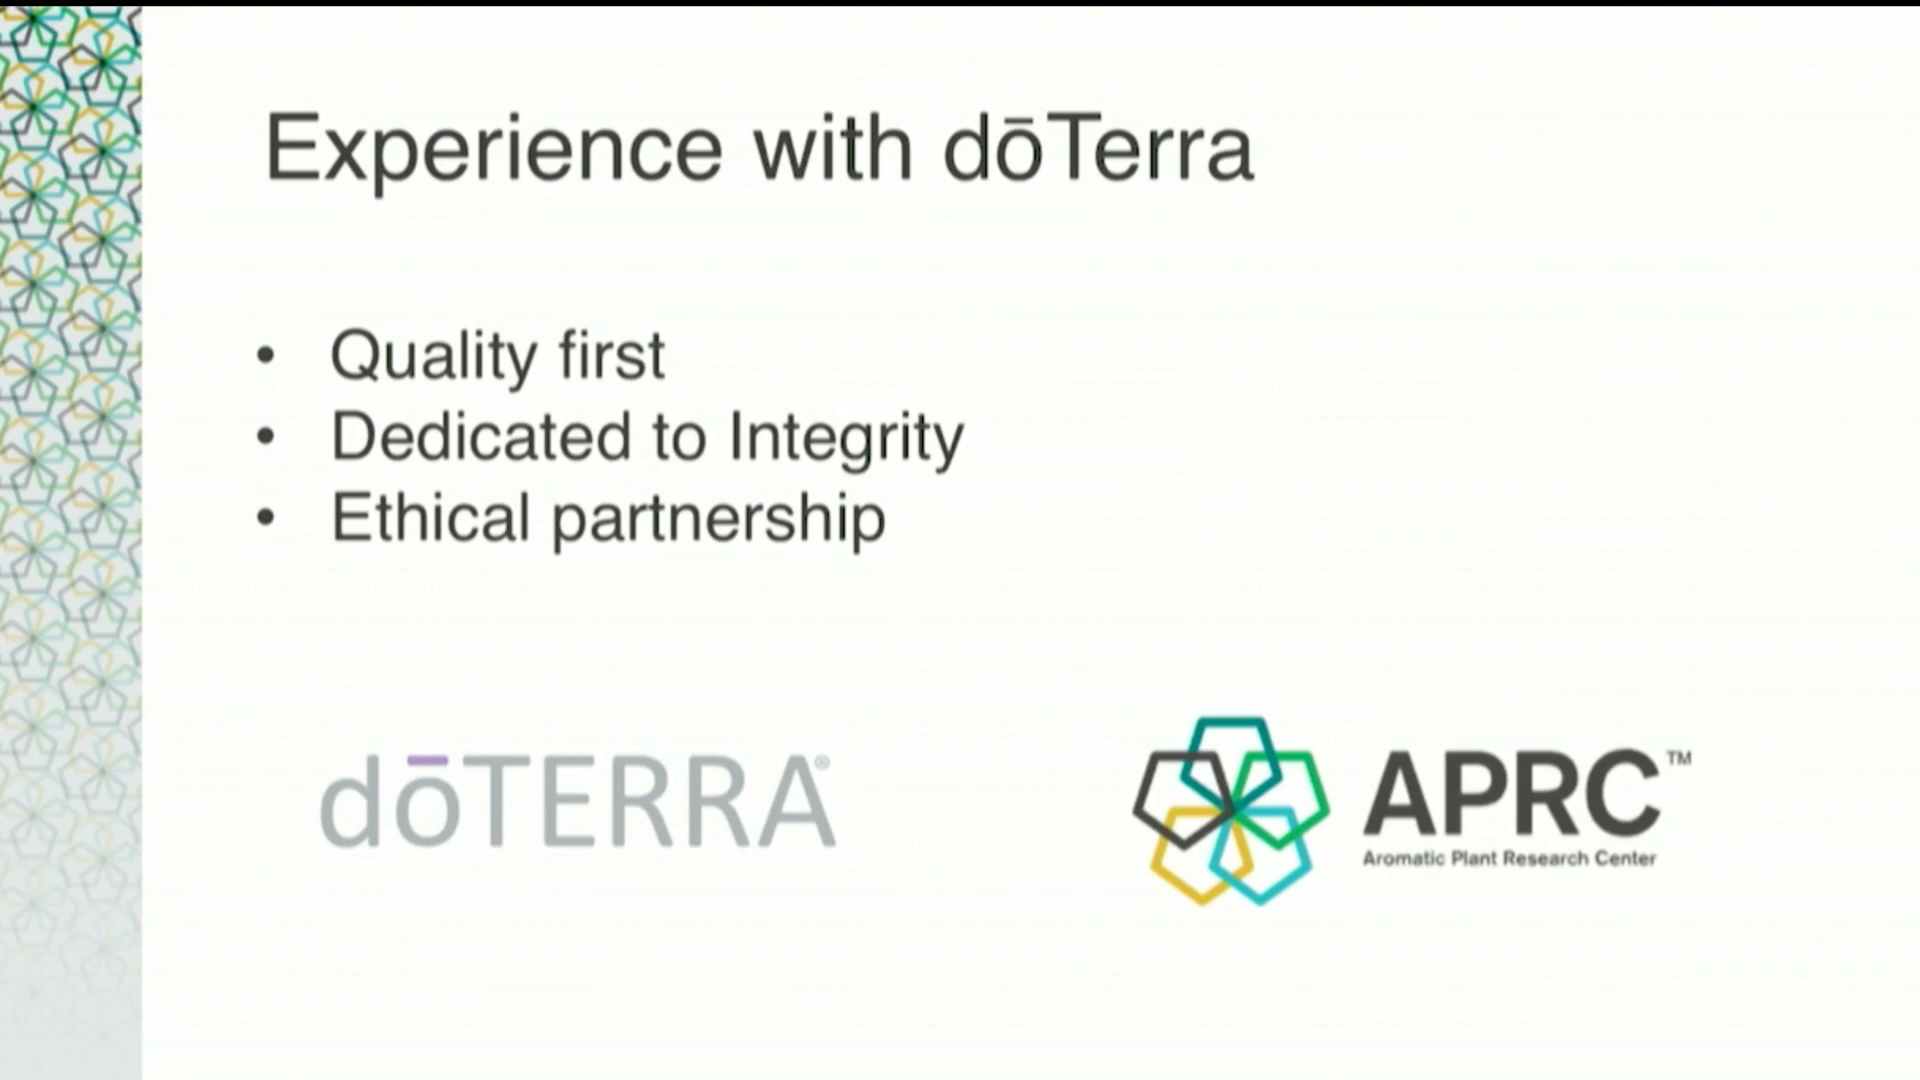 Experience with dōTerra
• Quality first
• Dedicated to Integrity
• Ethical partnership
dōTERRA®
APRC™
Aromatic Plant Research Center